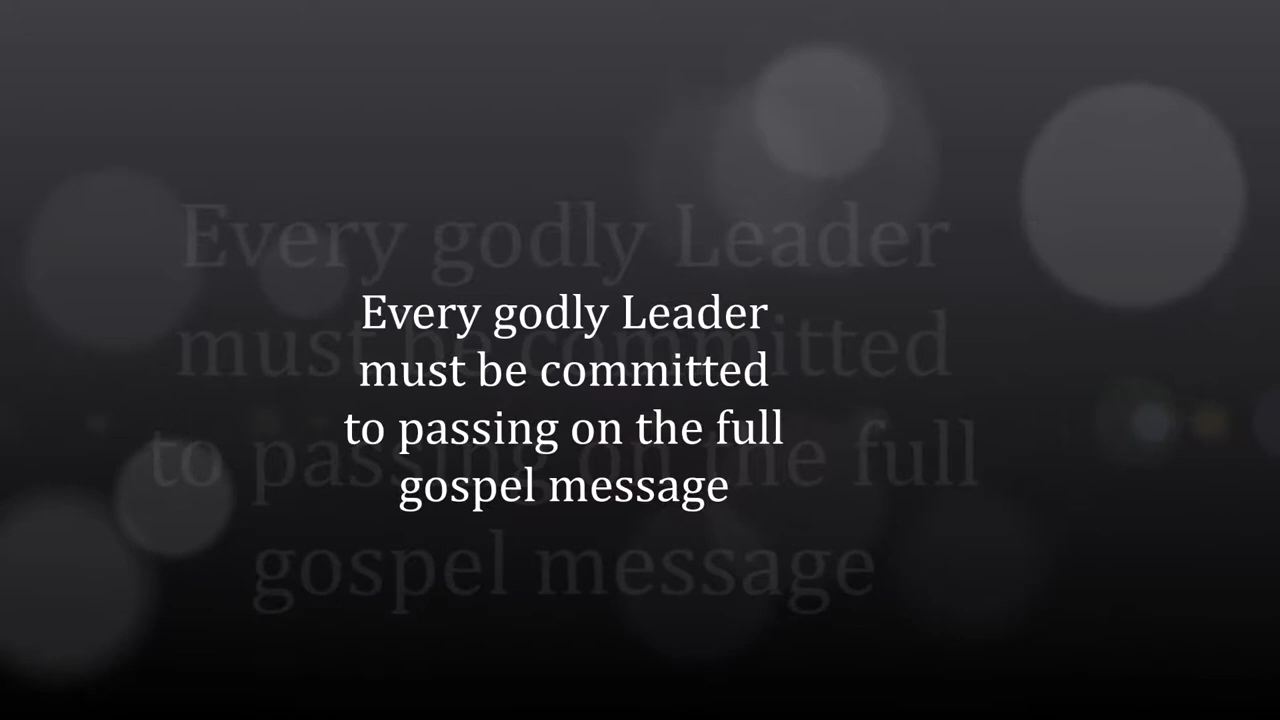 Every godly Leader
must be committed
to passing on the full
gospel message